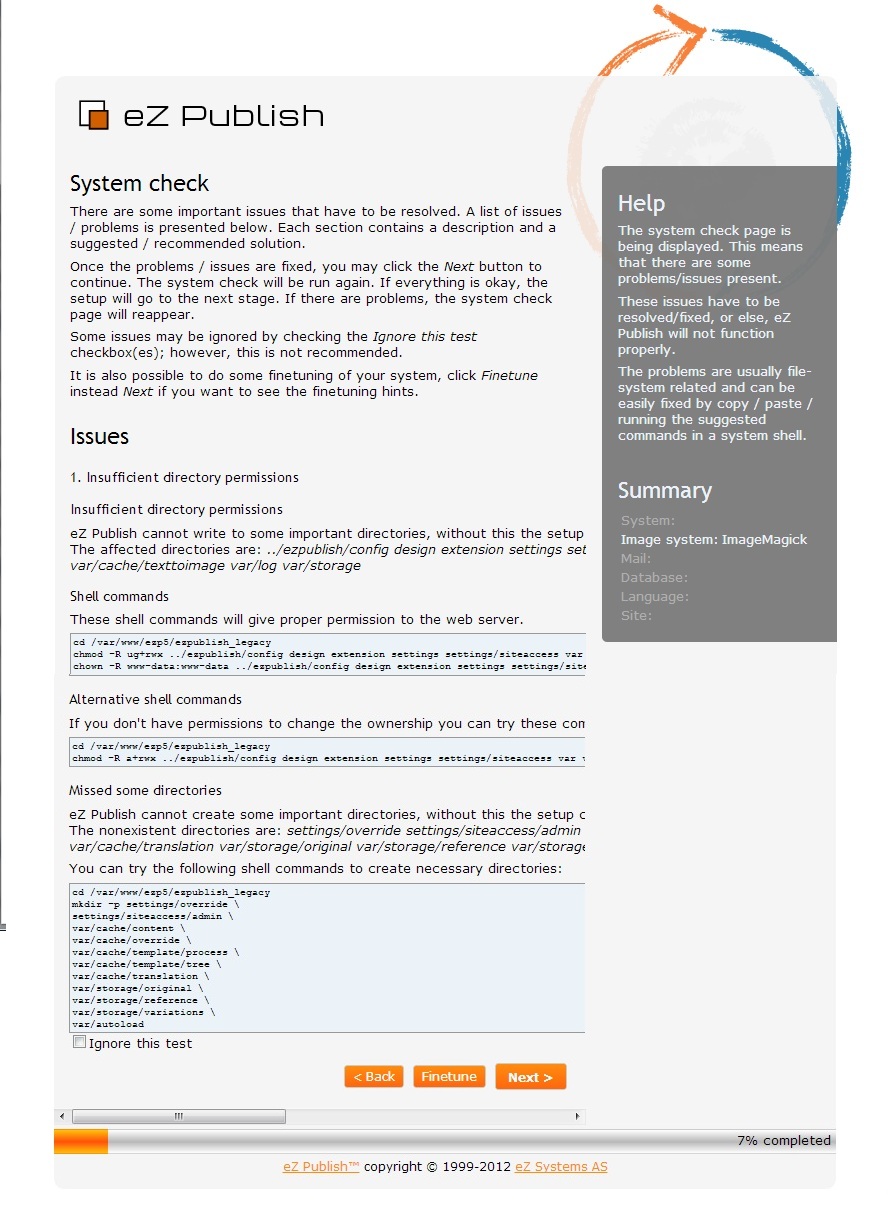 eZ Publish
System check
There are some important issues that have to be resolved. A list of issues
/ problems is presented below. Each section contains a description and a
suggested / recommended solution.
Once the problems / issues are fixed, you may click the Next button to
continue. The system check will be run again. If everything is okay, the
setup will go to the next stage. If there are problems, the system check
page will reappear.
Some issues may be ignored by checking the Ignore this test
checkbox(es); however, this is not recommended.
It is also possible to do some finetuning of your system, click Finetune
instead Next if you want to see the finetuning hints.
Issues
1. Insufficient directory permissions
Insufficient directory permissions
eZ Publish cannot write to some important directories, without this the setup
The affected directories are: ../ezpublish/config design extension settings set
var/cache/texttoimage var/log var/storage
Shell commands
These shell commands will give proper permission to the web server.
cd /var/www/ezp5/ezpublish_legacy
chmod -R ug+rwx ../ezpublish/config design extension settings settings/siteaccess var
chown -R www-data:www-data ../ezpublish/config design extension settings settings/site
Alternative shell commands
If you don't have permissions to change the ownership you can try these com
cd /var/www/ezp5/ezpublish_legacy
chmod -R a+rwx ../ezpublish/config design extension settings settings/siteaccess var v
Missed some directories
eZ Publish cannot create some important directories, without this the setup c
The nonexistent directories are: settings/override settings/siteaccess/admin
var/cache/translation var/storage/original var/storage/reference var/storage
You can try the following shell commands to create necessary directories:
cd /var/www/ezp5/ezpublish_legacy
mkdir -p settings/override \
settings/siteaccess/admin \
var/cache/content \
var/cache/override \
var/cache/template/process \
var/cache/template/tree \
var/cache/translation \
var/storage/original \
var/storage/reference \
var/storage/variations \
var/autoload
Ignore this test
< Back Finetune Next >
Help
The system check page is
being displayed. This means
that there are some
problems/issues present.
These issues have to be
resolved/fixed, or else, eZ
Publish will not function
properly.
The problems are usually file-
system related and can be
easily fixed by copy / paste /
running the suggested
commands in a system shell.
Summary
System:
Image system: ImageMagick
Mail:
Database:
Language:
Site:
7% completed
eZ Publish™ copyright © 1999-2012 eZ Systems AS